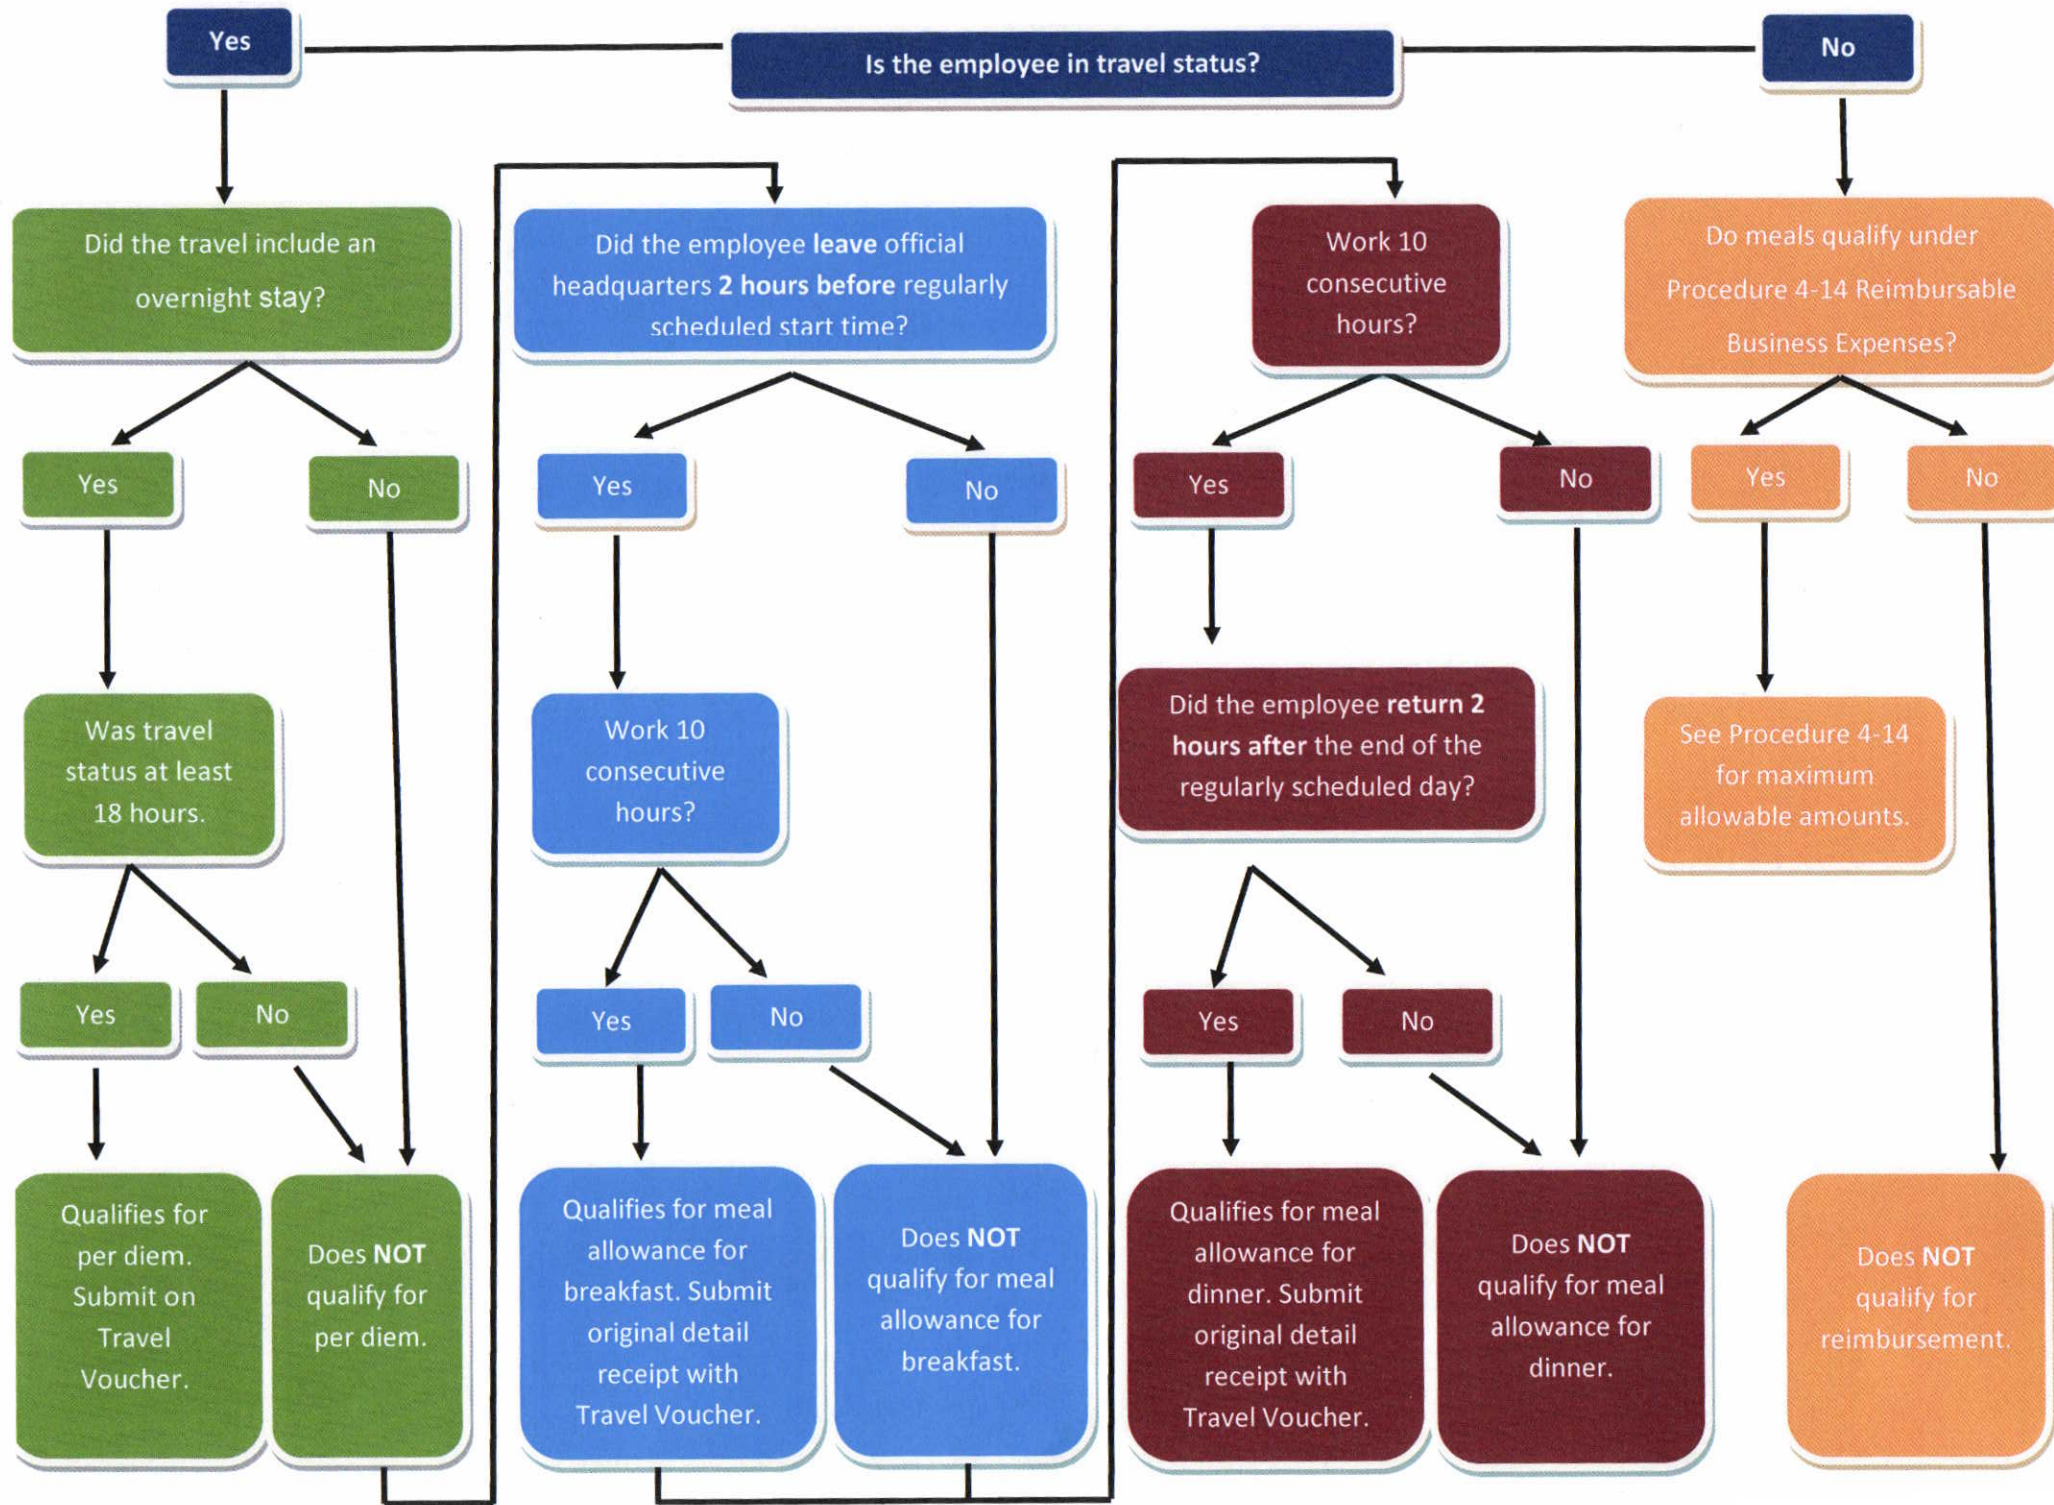 Yes
Is the employee in travel status?
No
Did the travel include an
overnight stay?
Yes
No
Was travel
status at least
18 hours.
Yes
No
Qualifies for
per diem.
Submit on
Travel
Voucher.
Does NOT
qualify for
per diem.
Did the employee leave official
headquarters 2 hours before regularly
scheduled start time?
Yes
No
Work 10
consecutive
hours?
Yes
No
Qualifies for meal
allowance for
breakfast. Submit
original detail
receipt with
Travel Voucher.
Does NOT
qualify for meal
allowance for
breakfast.
Work 10
consecutive
hours?
Yes
No
Did the employee return 2
hours after the end of the
regularly scheduled day?
Yes
No
Qualifies for meal
allowance for
dinner. Submit
original detail
receipt with
Travel Voucher.
Does NOT
qualify for meal
allowance for
dinner.
Do meals qualify under
Procedure 4-14 Reimbursable
Business Expenses?
Yes
No
See Procedure 4-14
for maximum
allowable amounts.
Does NOT
qualify for
reimbursement.